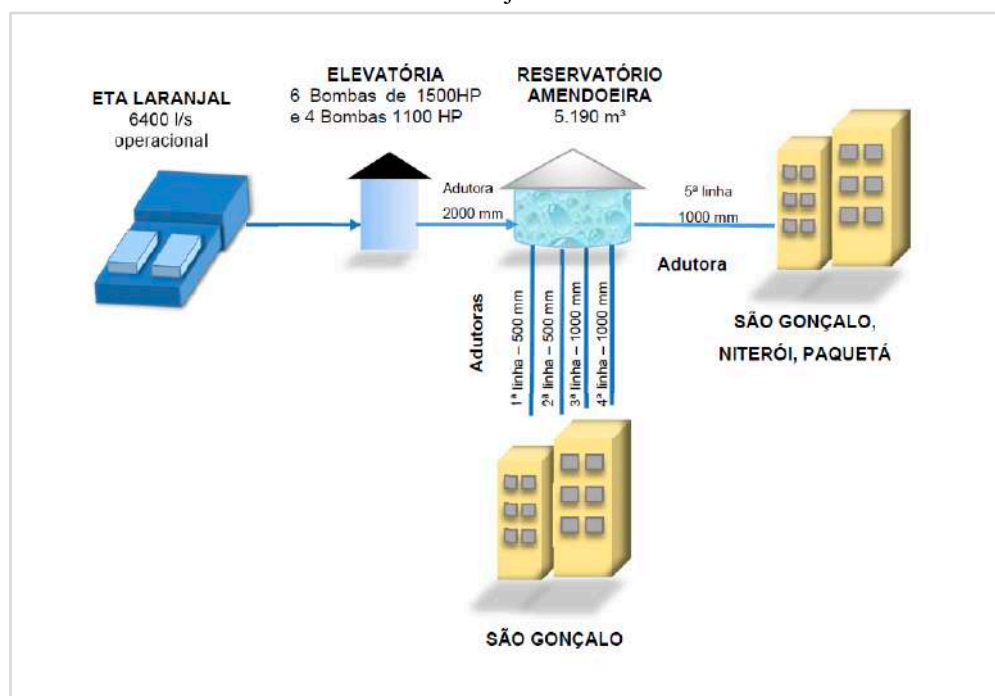 ETA LARANJAL
6400 l/s
operacional
ELEVATÓRIA
6 Bombas de 1500HP
e 4 Bombas 1100 HP
RESERVATÓRIO
AMENDOEIRA
5.190 m³
Adutora
2000 mm
5ª linha
1000 mm
Adutora
SÃO GONÇALO,
NITERÓI, PAQUETÁ
Adutoras
1ª linha – 500 mm
2ª linha – 500 mm
3ª linha – 1000 mm
4ª linha – 1000 mm
SÃO GONÇALO